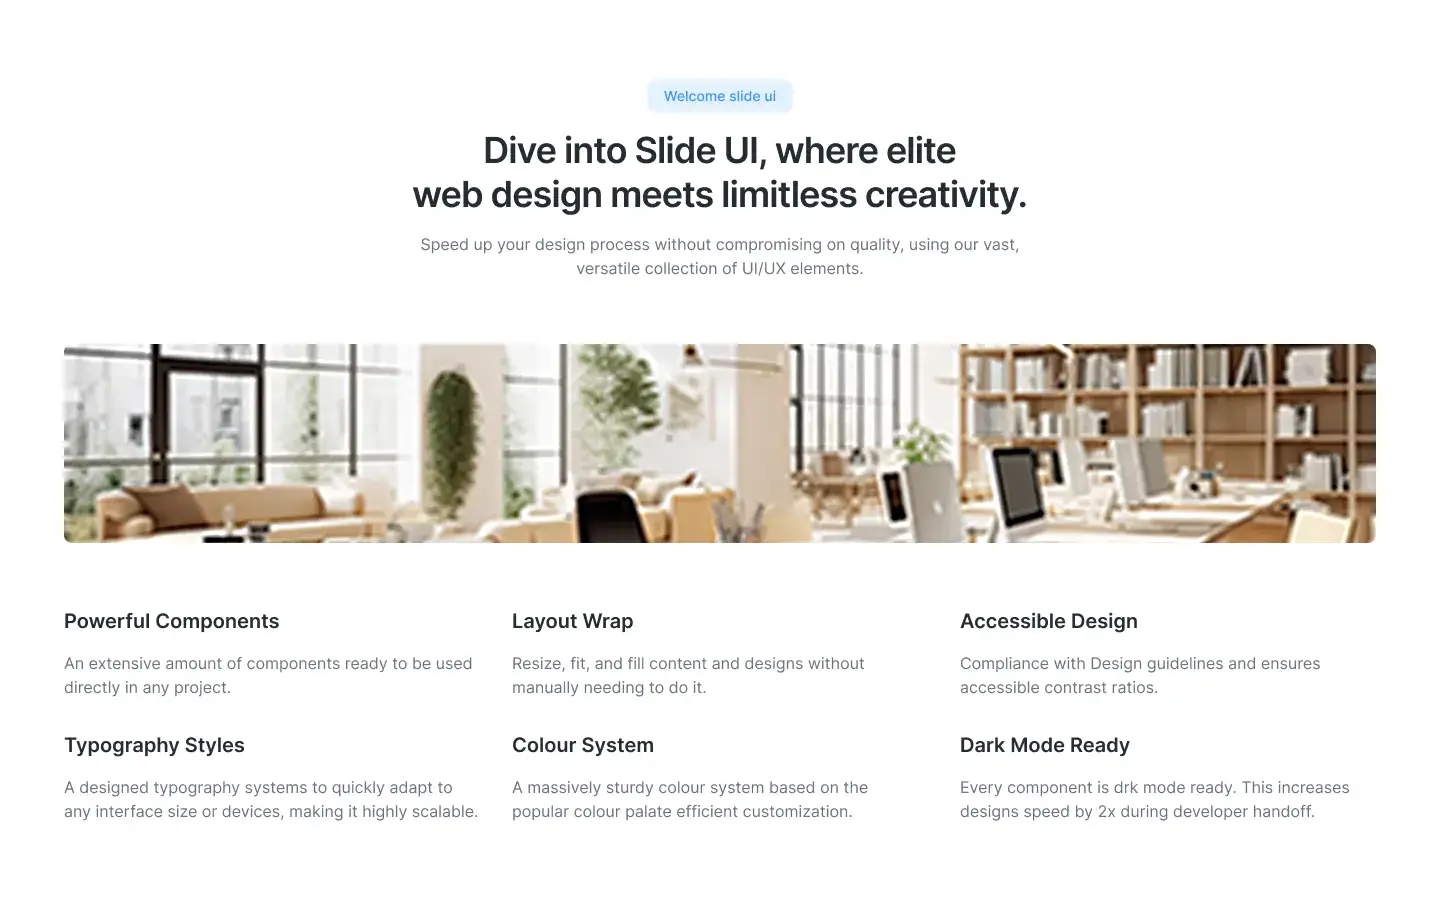 Welcome slide ui
Dive into Slide UI, where elite
web design meets limitless creativity.
Speed up your design process without compromising on quality, using our vast,
versatile collection of UI/UX elements.
Powerful Components
An extensive amount of components ready to be used
directly in any project.
Layout Wrap
Resize, fit, and fill content and designs without
manually needing to do it.
Accessible Design
Compliance with Design guidelines and ensures
accessible contrast ratios.
Typography Styles
A designed typography systems to quickly adapt to
any interface size or devices, making it highly scalable.
Colour System
A massively sturdy colour system based on the
popular colour palate efficient customization.
Dark Mode Ready
Every component is drk mode ready. This increases
designs speed by 2x during developer handoff.